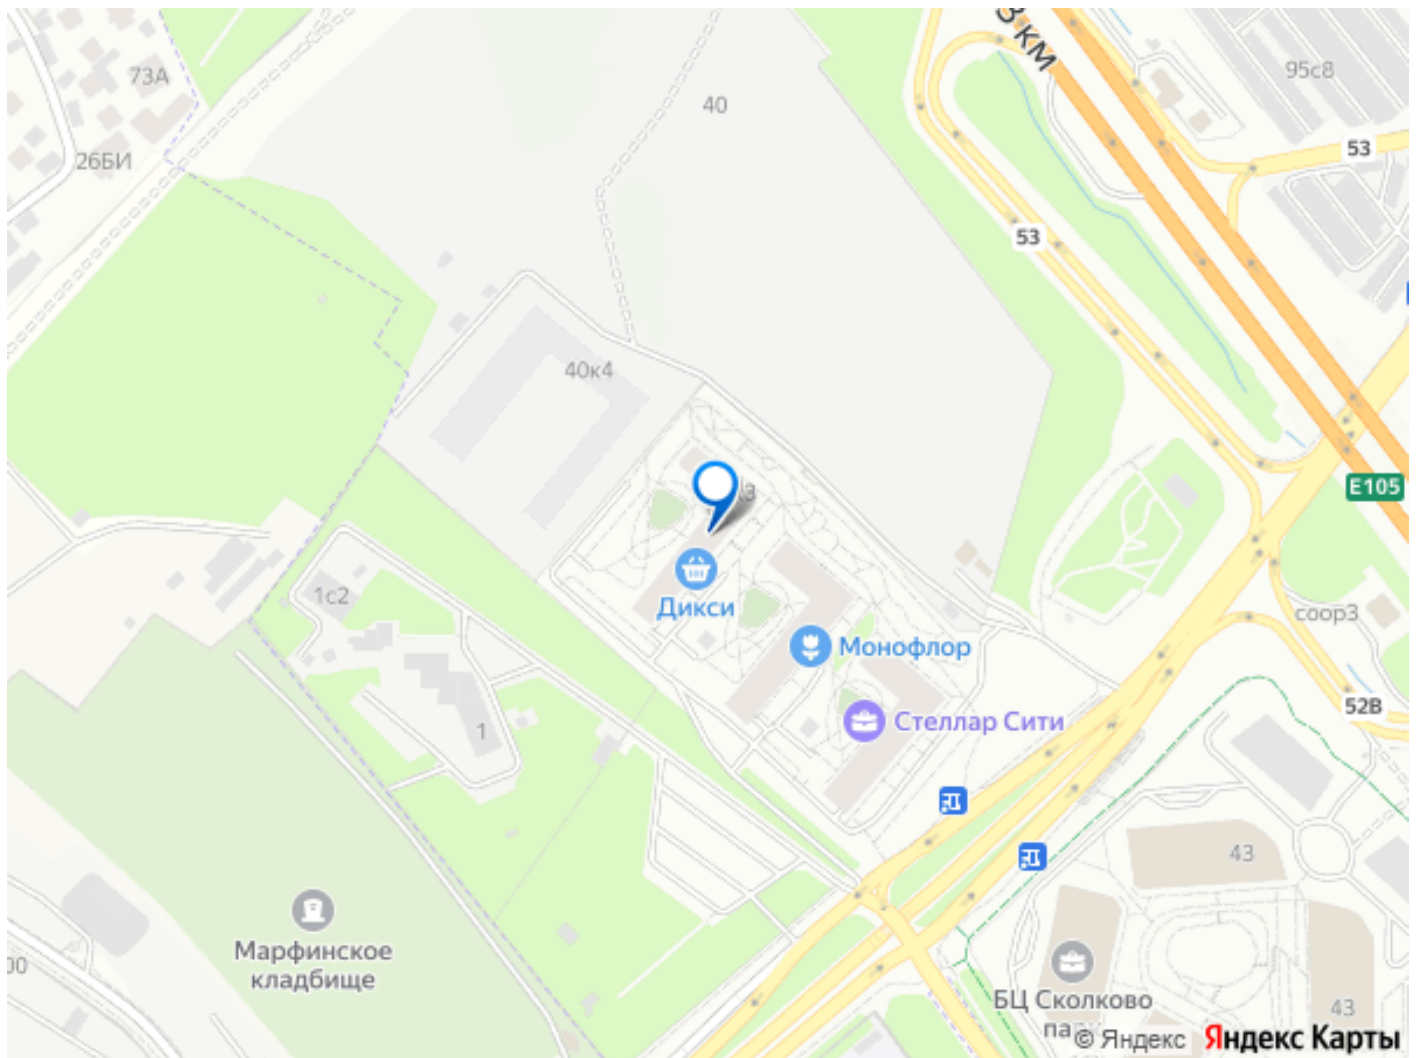 3 км
73А
95с8
40
53
26БИ
53
40к4
Е105
1с2
Дикси
соор3
Монофлор
52В
Стеллар Сити
1
43
Марфинское
кладбище
БЦ Сколково
43
© Яндекс
Яндекс Карты